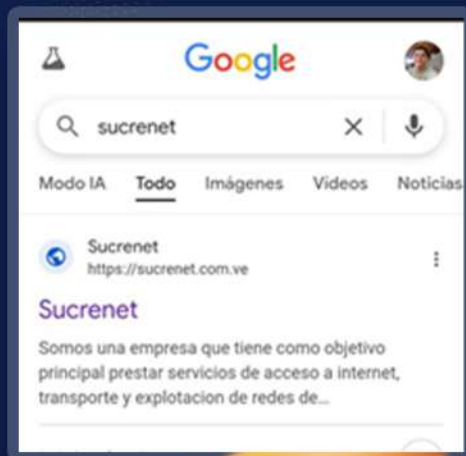 Google
sucrenet
Modo IA Todo Imágenes Videos Noticias
Sucrenet
https://sucrenet.com.ve
Sucrenet
Somos una empresa que tiene como objetivo
principal prestar servicios de acceso a internet,
transporte y explotacion de redes de...